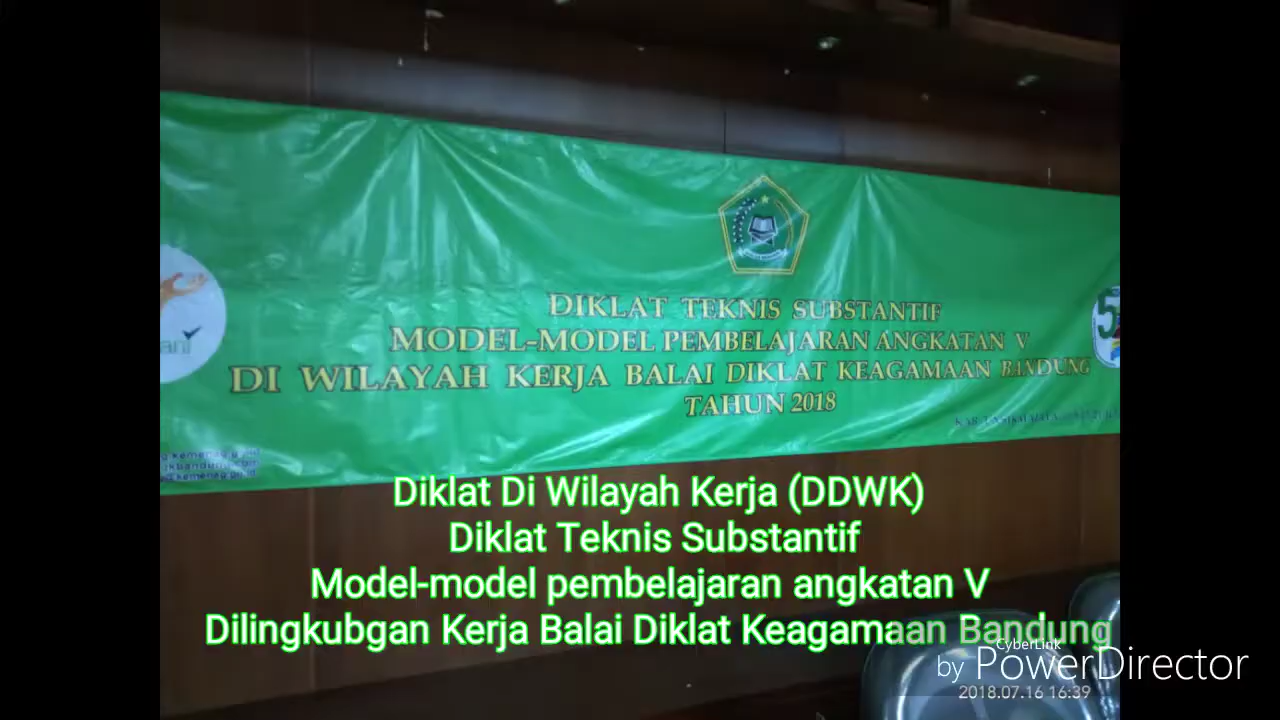 DIKLAT TEKNIS SUBSTANTIF
MODEL-MODEL PEMBELAJARAN ANGKATAN V
DI WILAYAH KERJA BALAI DIKLAT KEAGAMAAN BANDUNG
TAHUN 2018
Diklat Di Wilayah Kerja (DDWK)
Diklat Teknis Substantif
Model-model pembelajaran angkatan V
Dilingkubgan Kerja Balai Diklat Keagamaan Bandung
CyberLink
by PowerDirector
2018.07.16 16:39